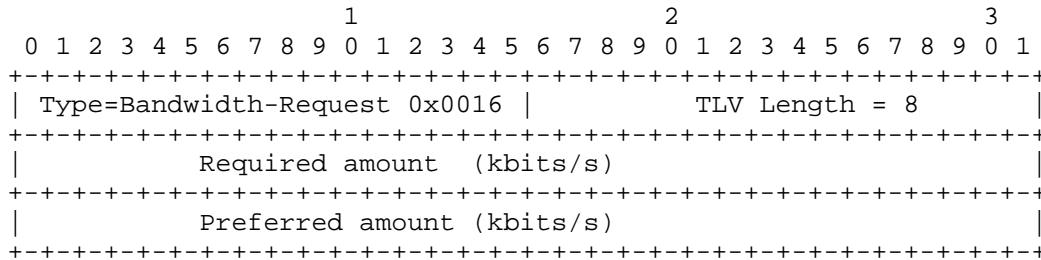 1                   2                   3
 0 1 2 3 4 5 6 7 8 9 0 1 2 3 4 5 6 7 8 9 0 1 2 3 4 5 6 7 8 9 0 1
+-+-+-+-+-+-+-+-+-+-+-+-+-+-+-+-+-+-+-+-+-+-+-+-+-+-+-+-+-+-+-+-+
| Type=Bandwidth-Request 0x0016 |          TLV Length = 8       |
+-+-+-+-+-+-+-+-+-+-+-+-+-+-+-+-+-+-+-+-+-+-+-+-+-+-+-+-+-+-+-+-+
|           Required amount  (kbits/s)                          |
+-+-+-+-+-+-+-+-+-+-+-+-+-+-+-+-+-+-+-+-+-+-+-+-+-+-+-+-+-+-+-+-+
|           Preferred amount (kbits/s)                          |
+-+-+-+-+-+-+-+-+-+-+-+-+-+-+-+-+-+-+-+-+-+-+-+-+-+-+-+-+-+-+-+-+